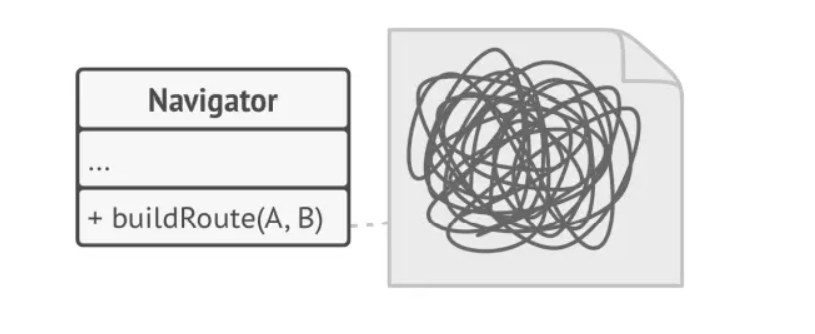 Navigator
...
+ buildRoute(A, B)